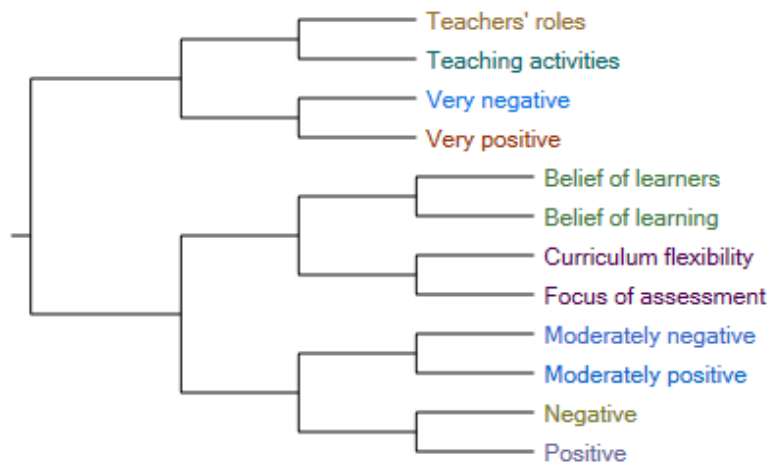 Teachers' roles
Teaching activities
Very negative
Very positive
Belief of learners
Belief of learning
Curriculum flexibility
Focus of assessment
Moderately negative
Moderately positive
Negative
Positive